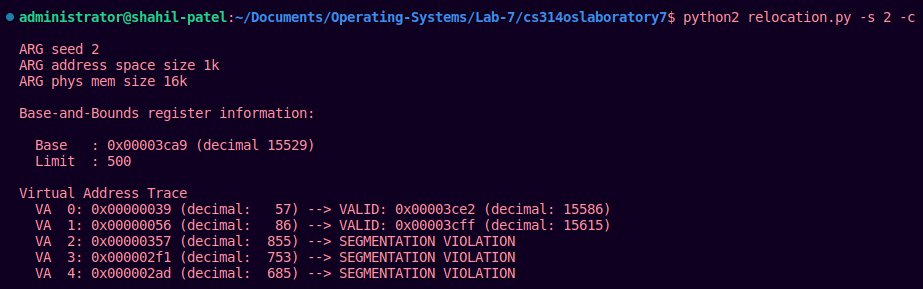 administrator@shahil-patel:~/Documents/Operating-Systems/Lab-7/cs314oslaboratory7$ python2 relocation.py -s 2 -c
ARG seed 2
ARG address space size 1k
ARG phys mem size 16k
Base-and-Bounds register information:
Base   : 0x00003ca9 (decimal 15529)
Limit  : 500
Virtual Address Trace
VA  0: 0x00000039 (decimal:   57) --> VALID: 0x00003ce2 (decimal: 15586)
VA  1: 0x00000056 (decimal:   86) --> VALID: 0x00003cff (decimal: 15615)
VA  2: 0x00000357 (decimal:  855) --> SEGMENTATION VIOLATION
VA  3: 0x000002f1 (decimal:  753) --> SEGMENTATION VIOLATION
VA  4: 0x000002ad (decimal:  685) --> SEGMENTATION VIOLATION